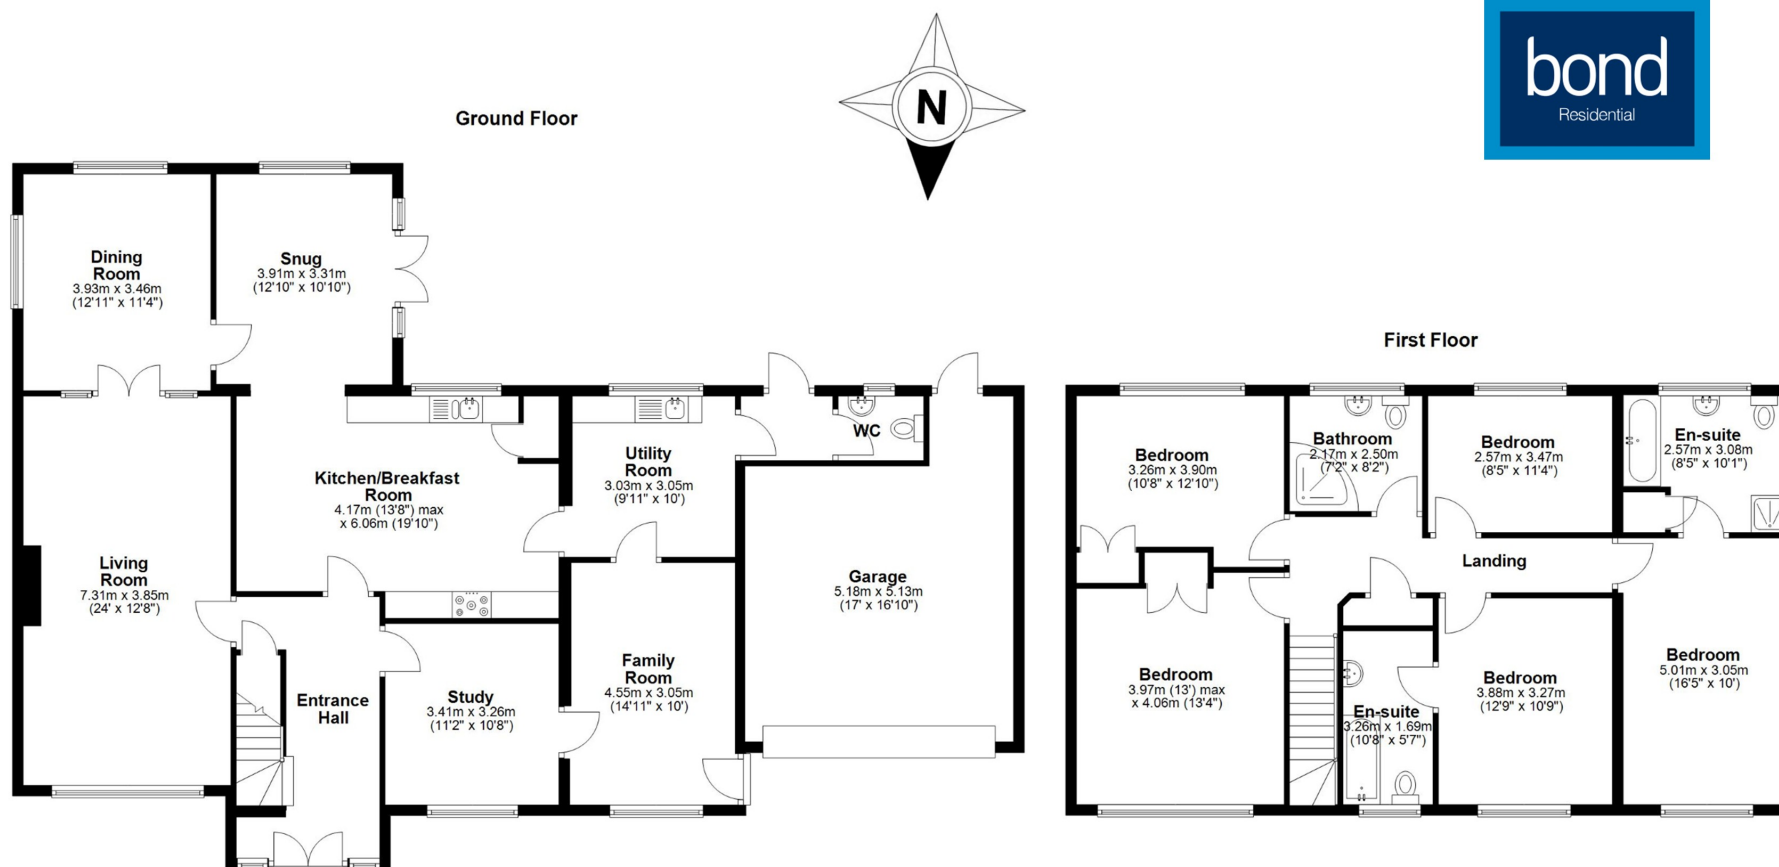 bond
Residential
N
Ground Floor
Dining
Room
3.93m x 3.46m
(12'11" x 11'4")
Snug
3.91m x 3.31m
(12'10" x 10'10")
Kitchen/Breakfast
Room
4.17m (13'8") max
x 6.06m (19'10")
Utility
Room
3.03m x 3.05m
(9'11" x 10')
WC
Living
Room
7.31m x 3.85m
(24' x 12'8")
Garage
5.18m x 5.13m
(17' x 16'10")
Entrance
Hall
Study
3.41m x 3.26m
(11'2" x 10'8")
Family
Room
4.55m x 3.05m
(14'11" x 10')
First Floor
Bedroom
3.26m x 3.90m
(10'8" x 12'10")
Bathroom
2.17m x 2.50m
(7'2" x 8'2")
Bedroom
2.57m x 3.47m
(8'5" x 11'4")
En-suite
2.57m x 3.08m
(8'5" x 10'1")
Landing
Bedroom
3.97m (13') max
x 4.06m (13'4")
En-suite
3.26m x 1.69m
(10'8" x 5'7")
Bedroom
3.88m x 3.27m
(12'9" x 10'9")
Bedroom
5.01m x 3.05m
(16'5" x 10')